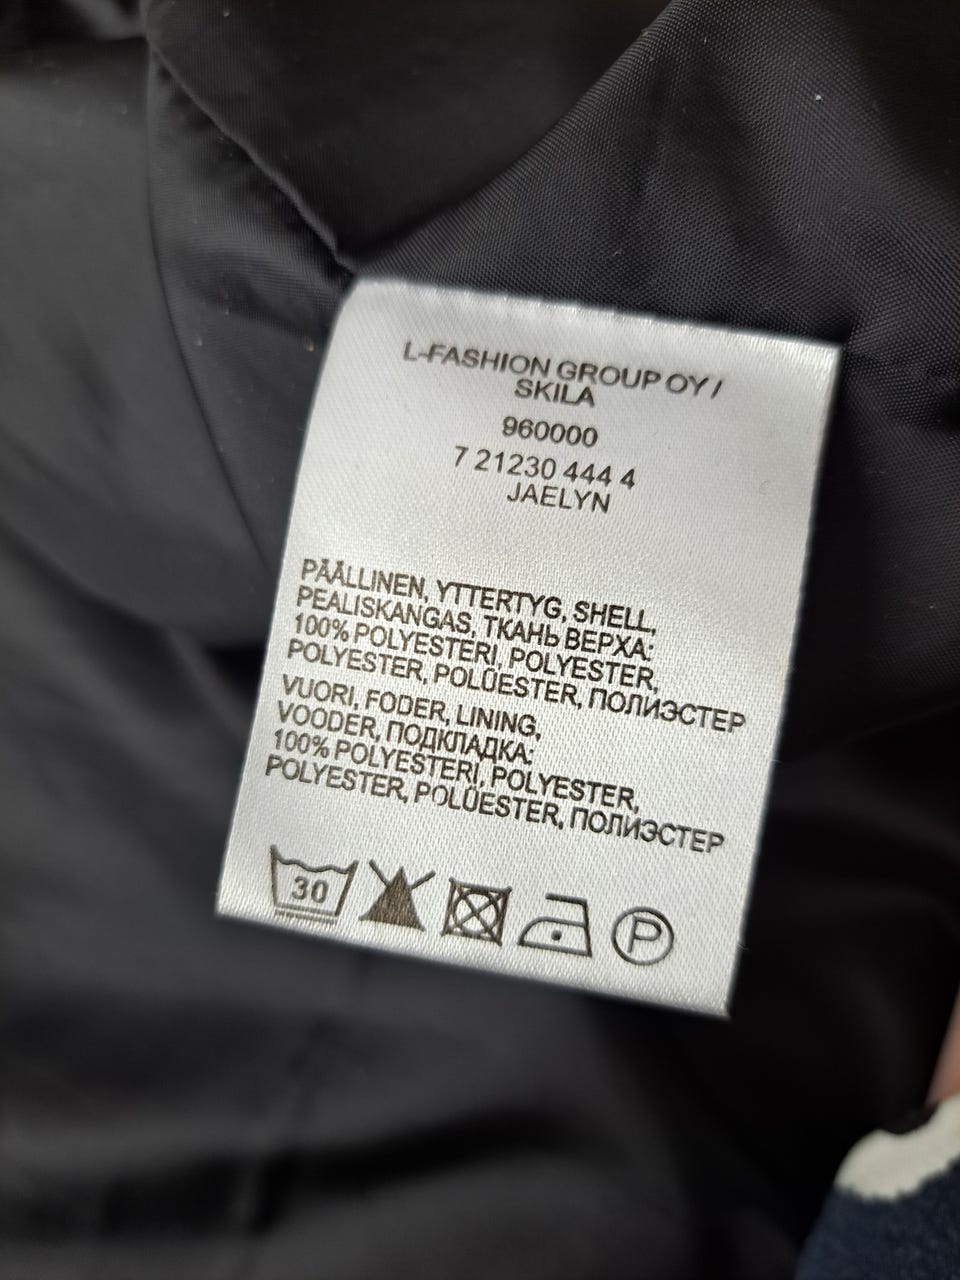 L-FASHION GROUP OY /
SKILA
960000
7 21230 444 4
JAELYN
PÄÄLLINEN, YTTERTYG, SHELL,
PEALISKANGAS, ТКАНЬ ВЕРХА:
100% POLYESTERI, POLYESTER,
POLYESTER, POLÜESTER, ПОЛИЭСТЕР
VUORI, FODER, LINING,
VOODER, ПОДКЛАДКА:
100% POLYESTERI, POLYESTER,
POLYESTER, POLÜESTER, ПОЛИЭСТЕР
30 P